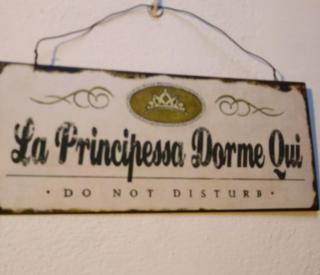 La Principessa Dorme Qui
• DO NOT DISTURB •